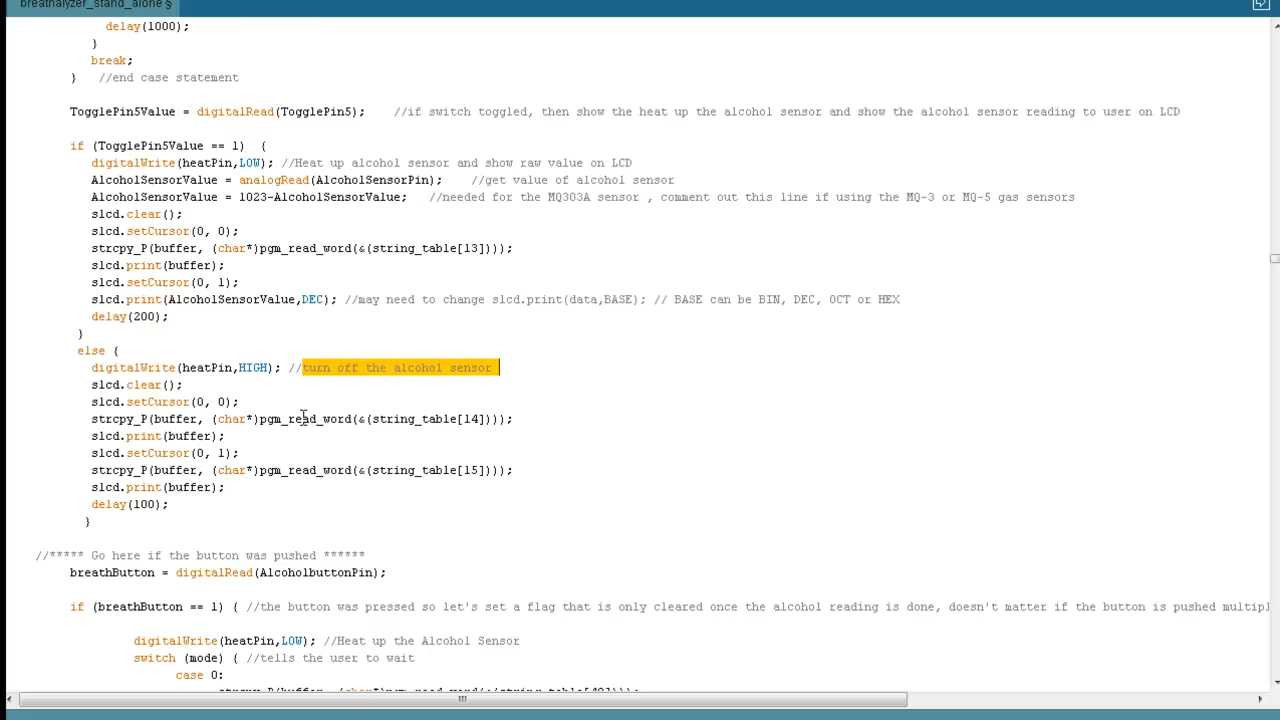 breathalyzer_stand_alone §
delay(1000);
}
break;
} //end case statement
TogglePin5Value = digitalRead(TogglePin5); //if switch toggled, then show the heat up the alcohol sensor and show the alcohol sensor reading to user on LCD
if (TogglePin5Value == 1) {
digitalWrite(heatPin,LOW); //Heat up alcohol sensor and show raw value on LCD
AlcoholSensorValue = analogRead(AlcoholSensorPin); //get value of alcohol sensor
AlcoholSensorValue = 1023-AlcoholSensorValue; //needed for the MQ303A sensor , comment out this line if using the MQ-3 or MQ-5 gas sensors
slcd.clear();
slcd.setCursor(0, 0);
strcpy_P(buffer, (char*)pgm_read_word(&(string_table[13])));
slcd.print(buffer);
slcd.setCursor(0, 1);
slcd.print(AlcoholSensorValue,DEC); //may need to change slcd.print(data,BASE); // BASE can be BIN, DEC, OCT or HEX
delay(200);
}
else {
digitalWrite(heatPin,HIGH); //turn off the alcohol sensor
slcd.clear();
slcd.setCursor(0, 0);
strcpy_P(buffer, (char*)pgm_read_word(&(string_table[14])));
slcd.print(buffer);
slcd.setCursor(0, 1);
strcpy_P(buffer, (char*)pgm_read_word(&(string_table[15])));
slcd.print(buffer);
delay(100);
}
//***** Go here if the button was pushed ******
breathButton = digitalRead(AlcoholbuttonPin);
if (breathButton == 1) { //the button was pressed so let's set a flag that is only cleared once the alcohol reading is done, doesn't matter if the button is pushed multipl
digitalWrite(heatPin,LOW); //Heat up the Alcohol Sensor
switch (mode) { //tells the user to wait
case 0: